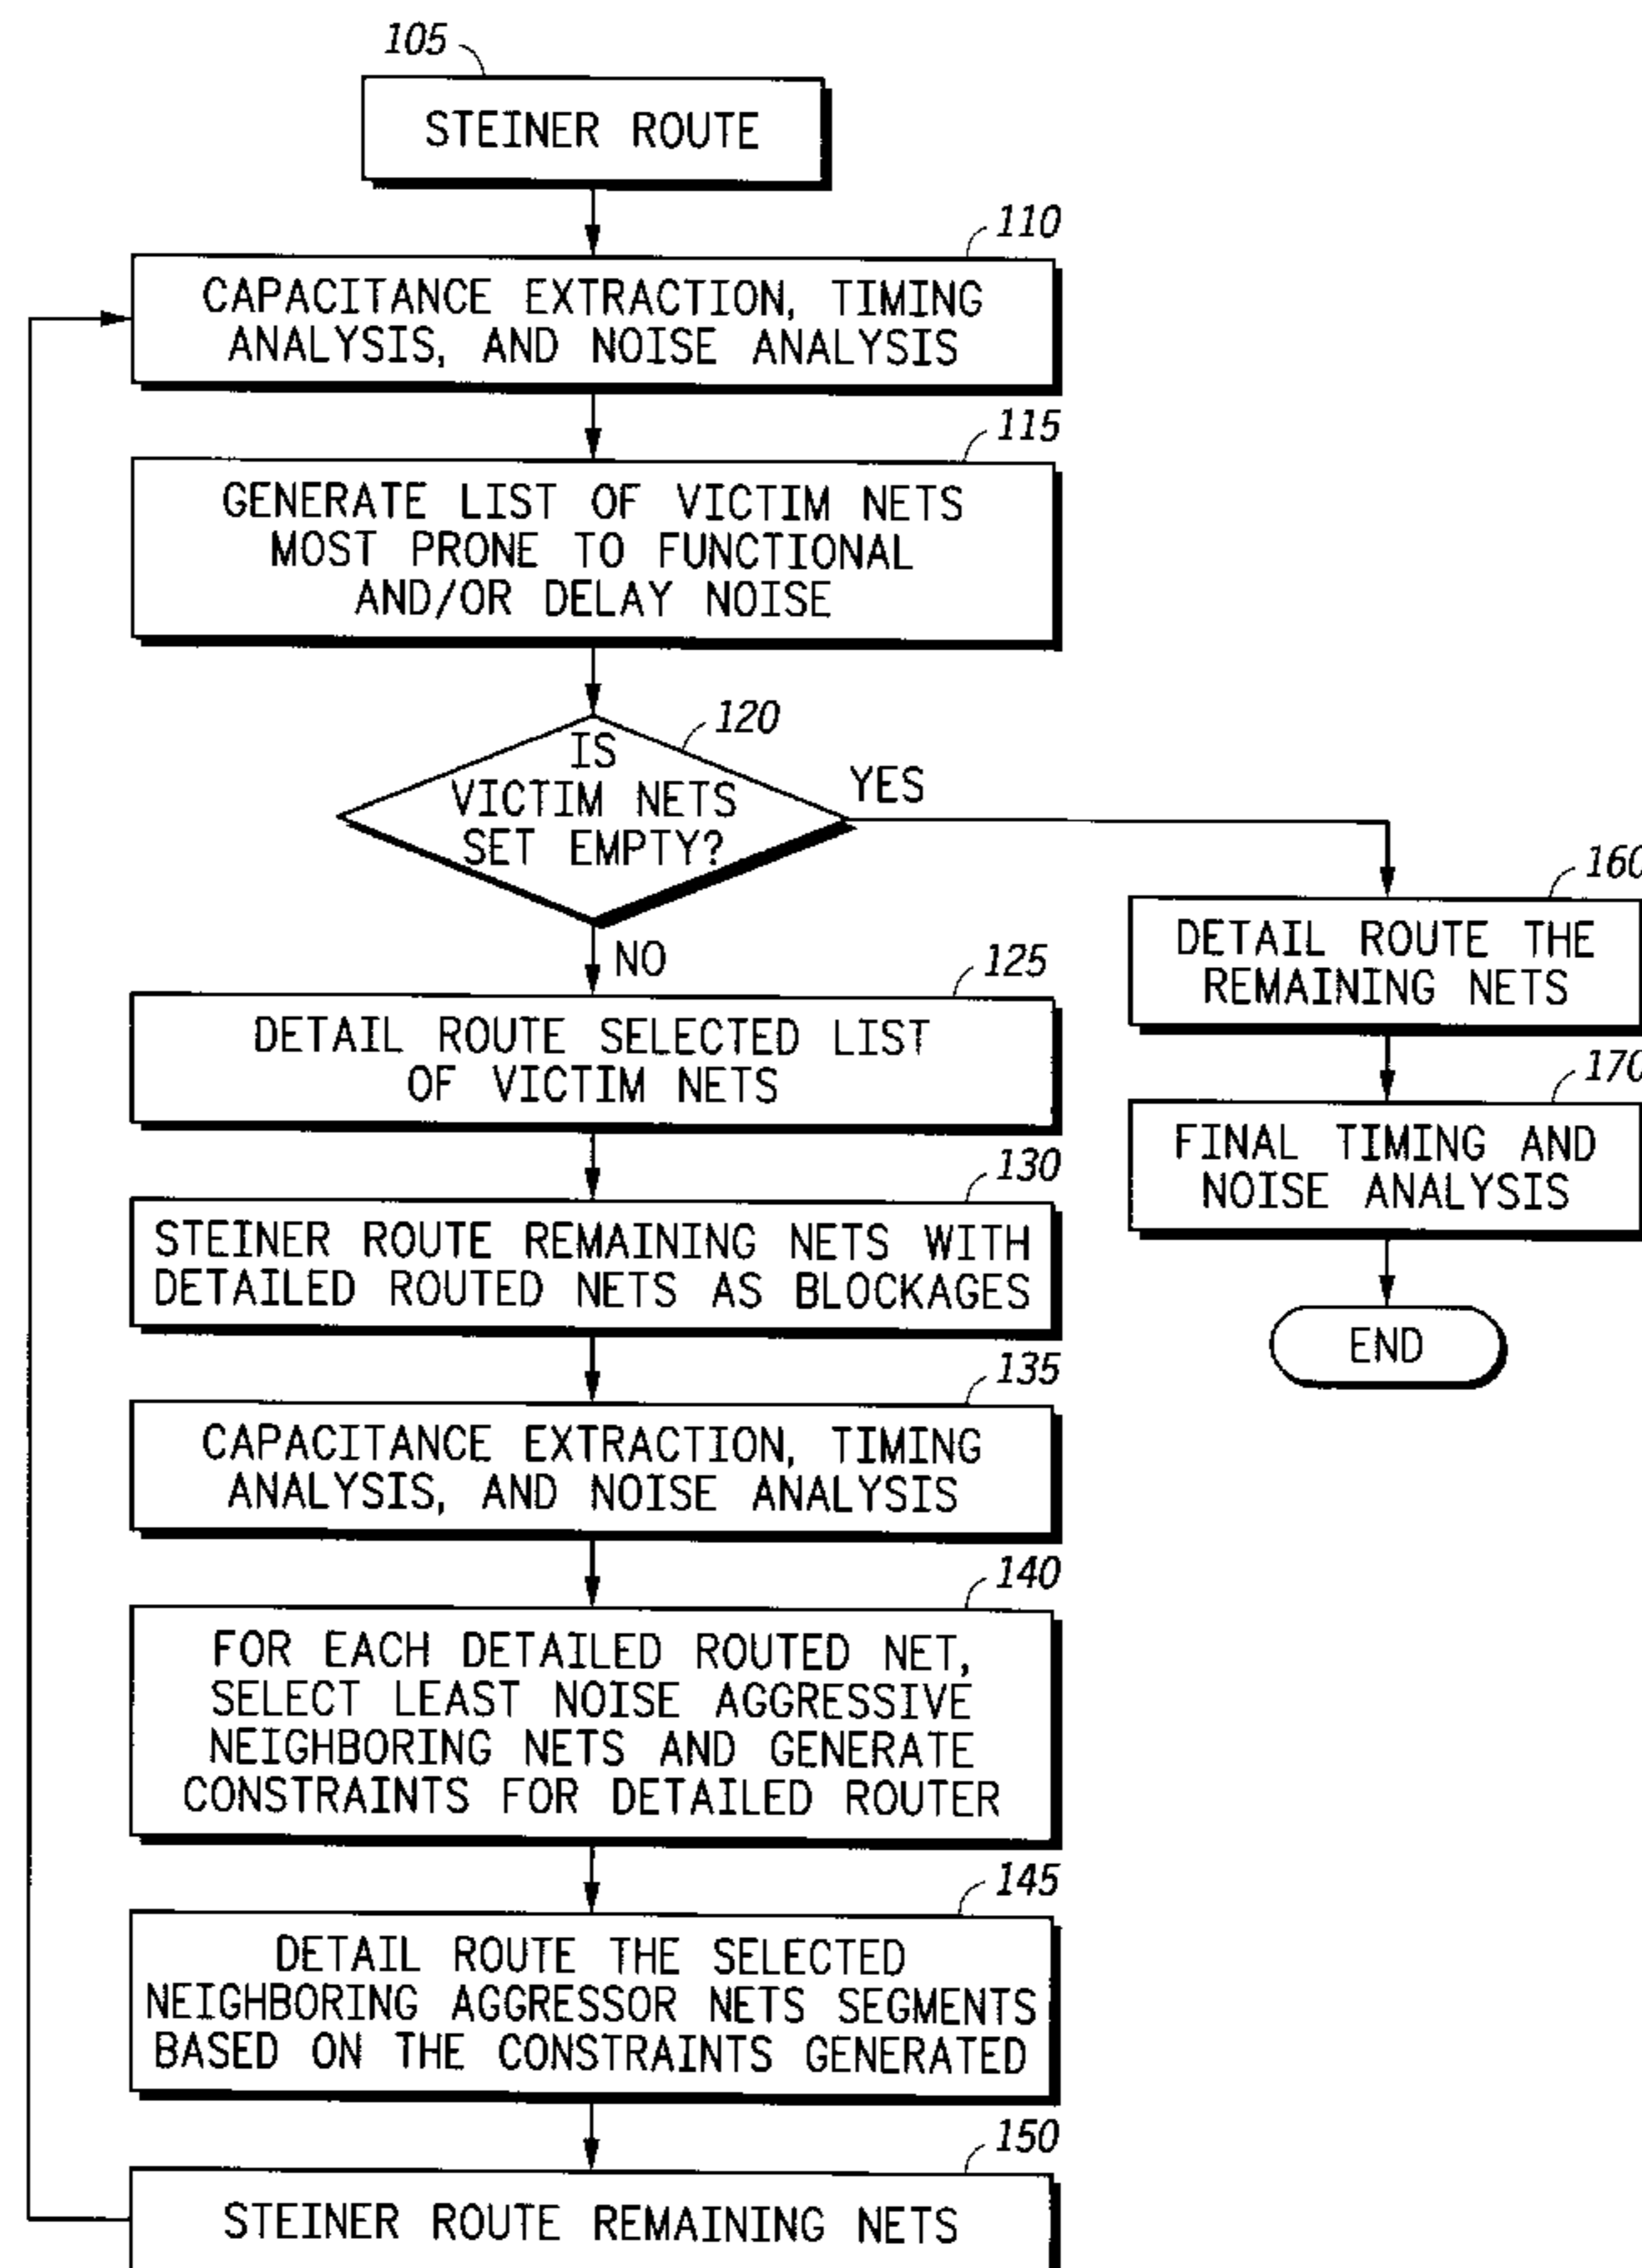 105
STEINER ROUTE
110
CAPACITANCE EXTRACTION, TIMING
ANALYSIS, AND NOISE ANALYSIS
115
GENERATE LIST OF VICTIM NETS
MOST PRONE TO FUNCTIONAL
AND/OR DELAY NOISE
120
IS
VICTIM NETS
SET EMPTY?
YES
NO
160
DETAIL ROUTE THE
REMAINING NETS
170
FINAL TIMING AND
NOISE ANALYSIS
END
125
DETAIL ROUTE SELECTED LIST
OF VICTIM NETS
130
STEINER ROUTE REMAINING NETS WITH
DETAILED ROUTED NETS AS BLOCKAGES
135
CAPACITANCE EXTRACTION, TIMING
ANALYSIS, AND NOISE ANALYSIS
140
FOR EACH DETAILED ROUTED NET,
SELECT LEAST NOISE AGGRESSIVE
NEIGHBORING NETS AND GENERATE
CONSTRAINTS FOR DETAILED ROUTER
145
DETAIL ROUTE THE SELECTED
NEIGHBORING AGGRESSOR NETS SEGMENTS
BASED ON THE CONSTRAINTS GENERATED
150
STEINER ROUTE REMAINING NETS